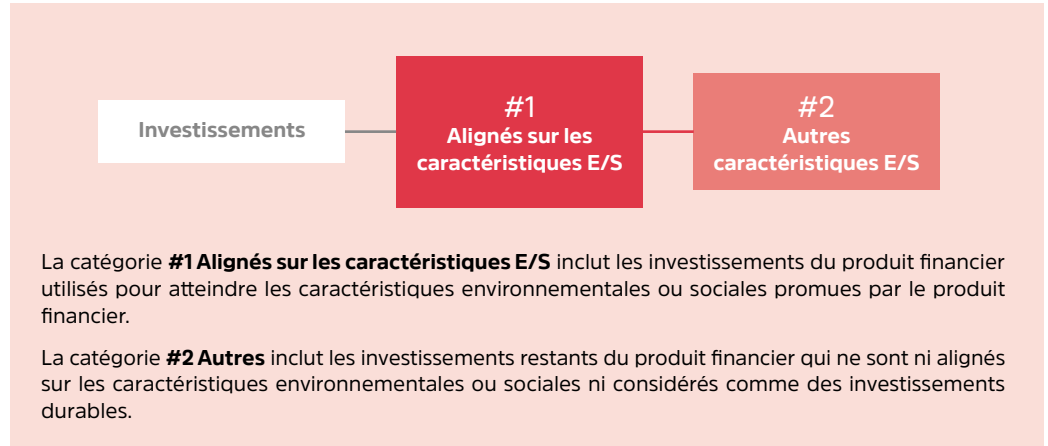 Investissements
#1
Alignés sur les
caractéristiques E/S
#2
Autres
caractéristiques E/S
La catégorie #1 Alignés sur les caractéristiques E/S inclut les investissements du produit financier
utilisés pour atteindre les caractéristiques environnementales ou sociales promues par le produit
financier.
La catégorie #2 Autres inclut les investissements restants du produit financier qui ne sont ni alignés
sur les caractéristiques environnementales ou sociales ni considérés comme des investissements
durables.